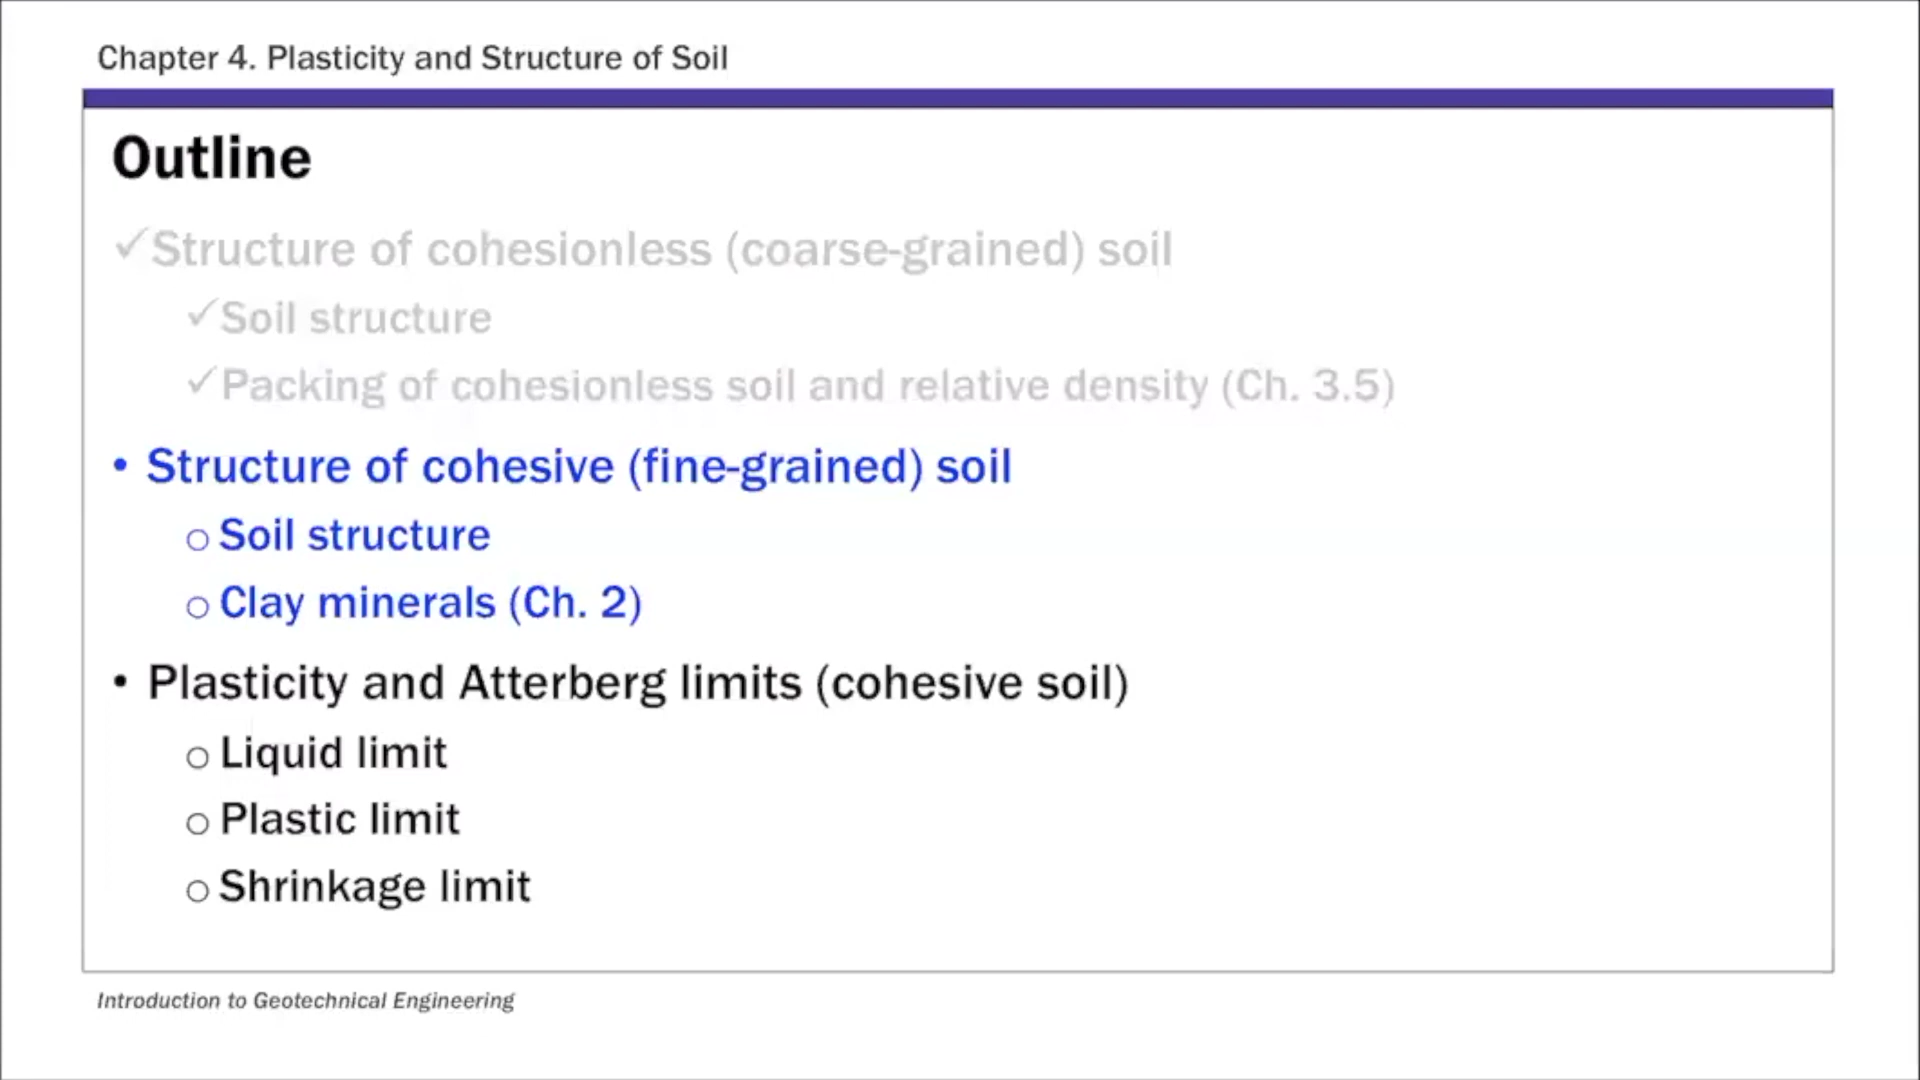 Chapter 4. Plasticity and Structure of Soil
Outline
✓Structure of cohesionless (coarse-grained) soil
✓Soil structure
✓Packing of cohesionless soil and relative density (Ch. 3.5)
• Structure of cohesive (fine-grained) soil
○ Soil structure
○ Clay minerals (Ch. 2)
• Plasticity and Atterberg limits (cohesive soil)
○ Liquid limit
○ Plastic limit
○ Shrinkage limit
Introduction to Geotechnical Engineering